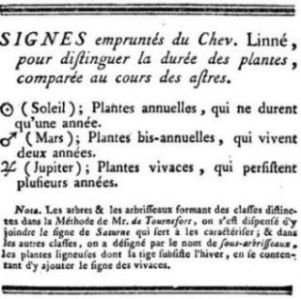 SIGNES empruntés du Chev. Linné,
pour diſtinguer la durée des plantes,
comparée au cours des aſtres.
☉ (Soleil); Plantes annuelles, qui ne durent
qu'une année.
♂ (Mars); Plantes bis-annuelles, qui vivent
deux années.
♃ (Jupiter); Plantes vivaces, qui perſiſtent
pluſieurs années.
Nota. Les arbres & les arbriſſeaux formant des claſſes diſtinc-
tes dans la Méthode de Mr. de Tournefort, on s'eſt diſpenſé d'y
joindre le ſigne de Saturne qui ſert à les caractériſer; & dans
les autres claſſes, on a déſigné par le nom de ſous-arbriſſeaux,
les plantes ligneuſes dont la tige ſubſiſte l'hiver, en ſe conten-
tant d'y ajouter le ſigne des vivaces.